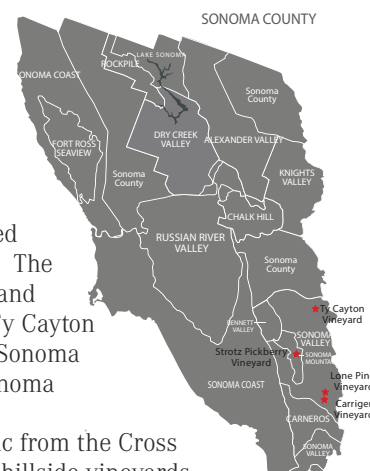 SONOMA COUNTY
LAKE SONOMA
ROCKPILE
ONOMA COAST
Sonoma
County
DRY CREEK
VALLEY
ALEXANDER VALLEY
FORT ROSS
SEAVIEW
Sonoma
County
KNIGHTS
VALLEY
CHALK HILL
RUSSIAN RIVER
VALLEY
Sonoma
County
ed
The
and
y Cayton
Sonoma
noma
c from the Cross
hillside vineyards
Ty Cayton
Vineyard
BENNETT
VALLEY
SONOMA
VALLEY
Strotz Pickberry
Vineyard
SONOMA
MOUNTA
SONOMA COAST
Lone Pin
Vineyard
Carriger
Vineyard
CARNEROS
SONOMA
VALLEY